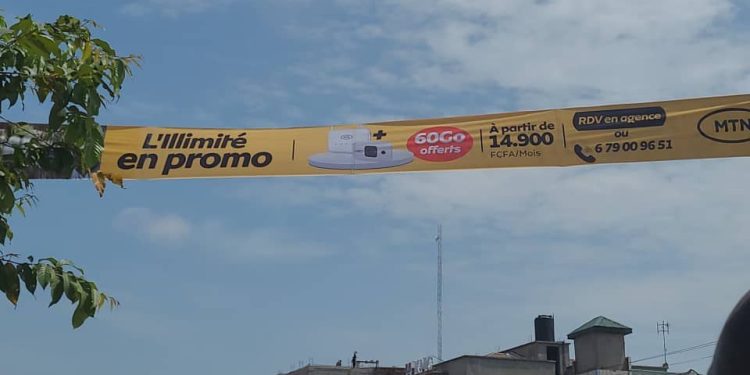 L'Illimité
en promo
+
60Go
offerts
À partir de
14.900
FCFA/Mois
RDV en agence
ou
6 79 00 96 51
MTN